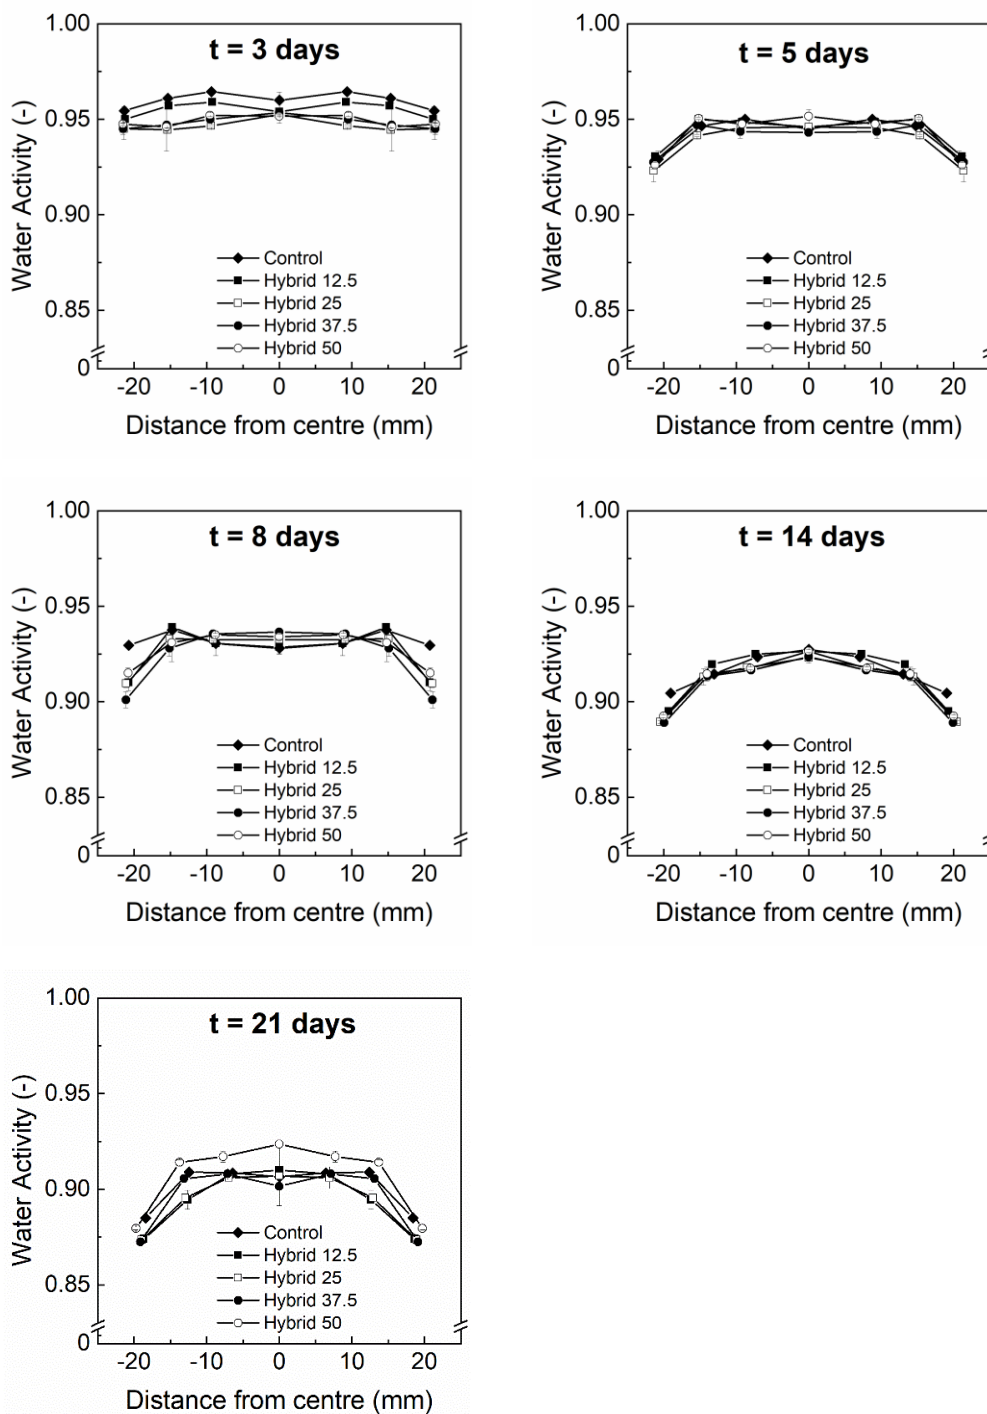 t = 3 days
Water Activity (-)
1.00
0.95
0.90
0.85
0
Control
Hybrid 12.5
Hybrid 25
Hybrid 37.5
Hybrid 50
-20 -10 0 10 20
Distance from centre (mm)
t = 5 days
Water Activity (-)
1.00
0.95
0.90
0.85
0
Control
Hybrid 12.5
Hybrid 25
Hybrid 37.5
Hybrid 50
-20 -10 0 10 20
Distance from centre (mm)
t = 8 days
Water Activity (-)
1.00
0.95
0.90
0.85
0
Control
Hybrid 12.5
Hybrid 25
Hybrid 37.5
Hybrid 50
-20 -10 0 10 20
Distance from centre (mm)
t = 14 days
Water Activity (-)
1.00
0.95
0.90
0.85
0
Control
Hybrid 12.5
Hybrid 25
Hybrid 37.5
Hybrid 50
-20 -10 0 10 20
Distance from centre (mm)
t = 21 days
Water Activity (-)
1.00
0.95
0.90
0.85
0
Control
Hybrid 12.5
Hybrid 25
Hybrid 37.5
Hybrid 50
-20 -10 0 10 20
Distance from centre (mm)